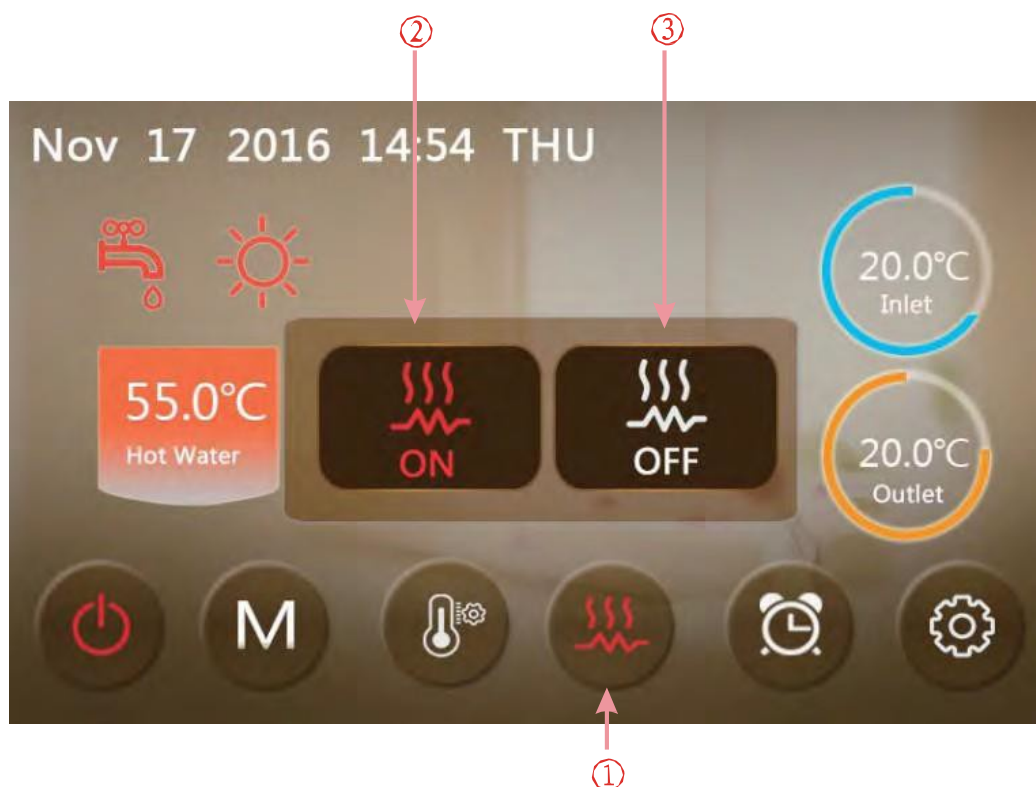 ②
③
Nov 17 2016 14:54 THU
20.0°C
Inlet
55.0°C
Hot Water
ON
OFF
20.0°C
Outlet
M
①